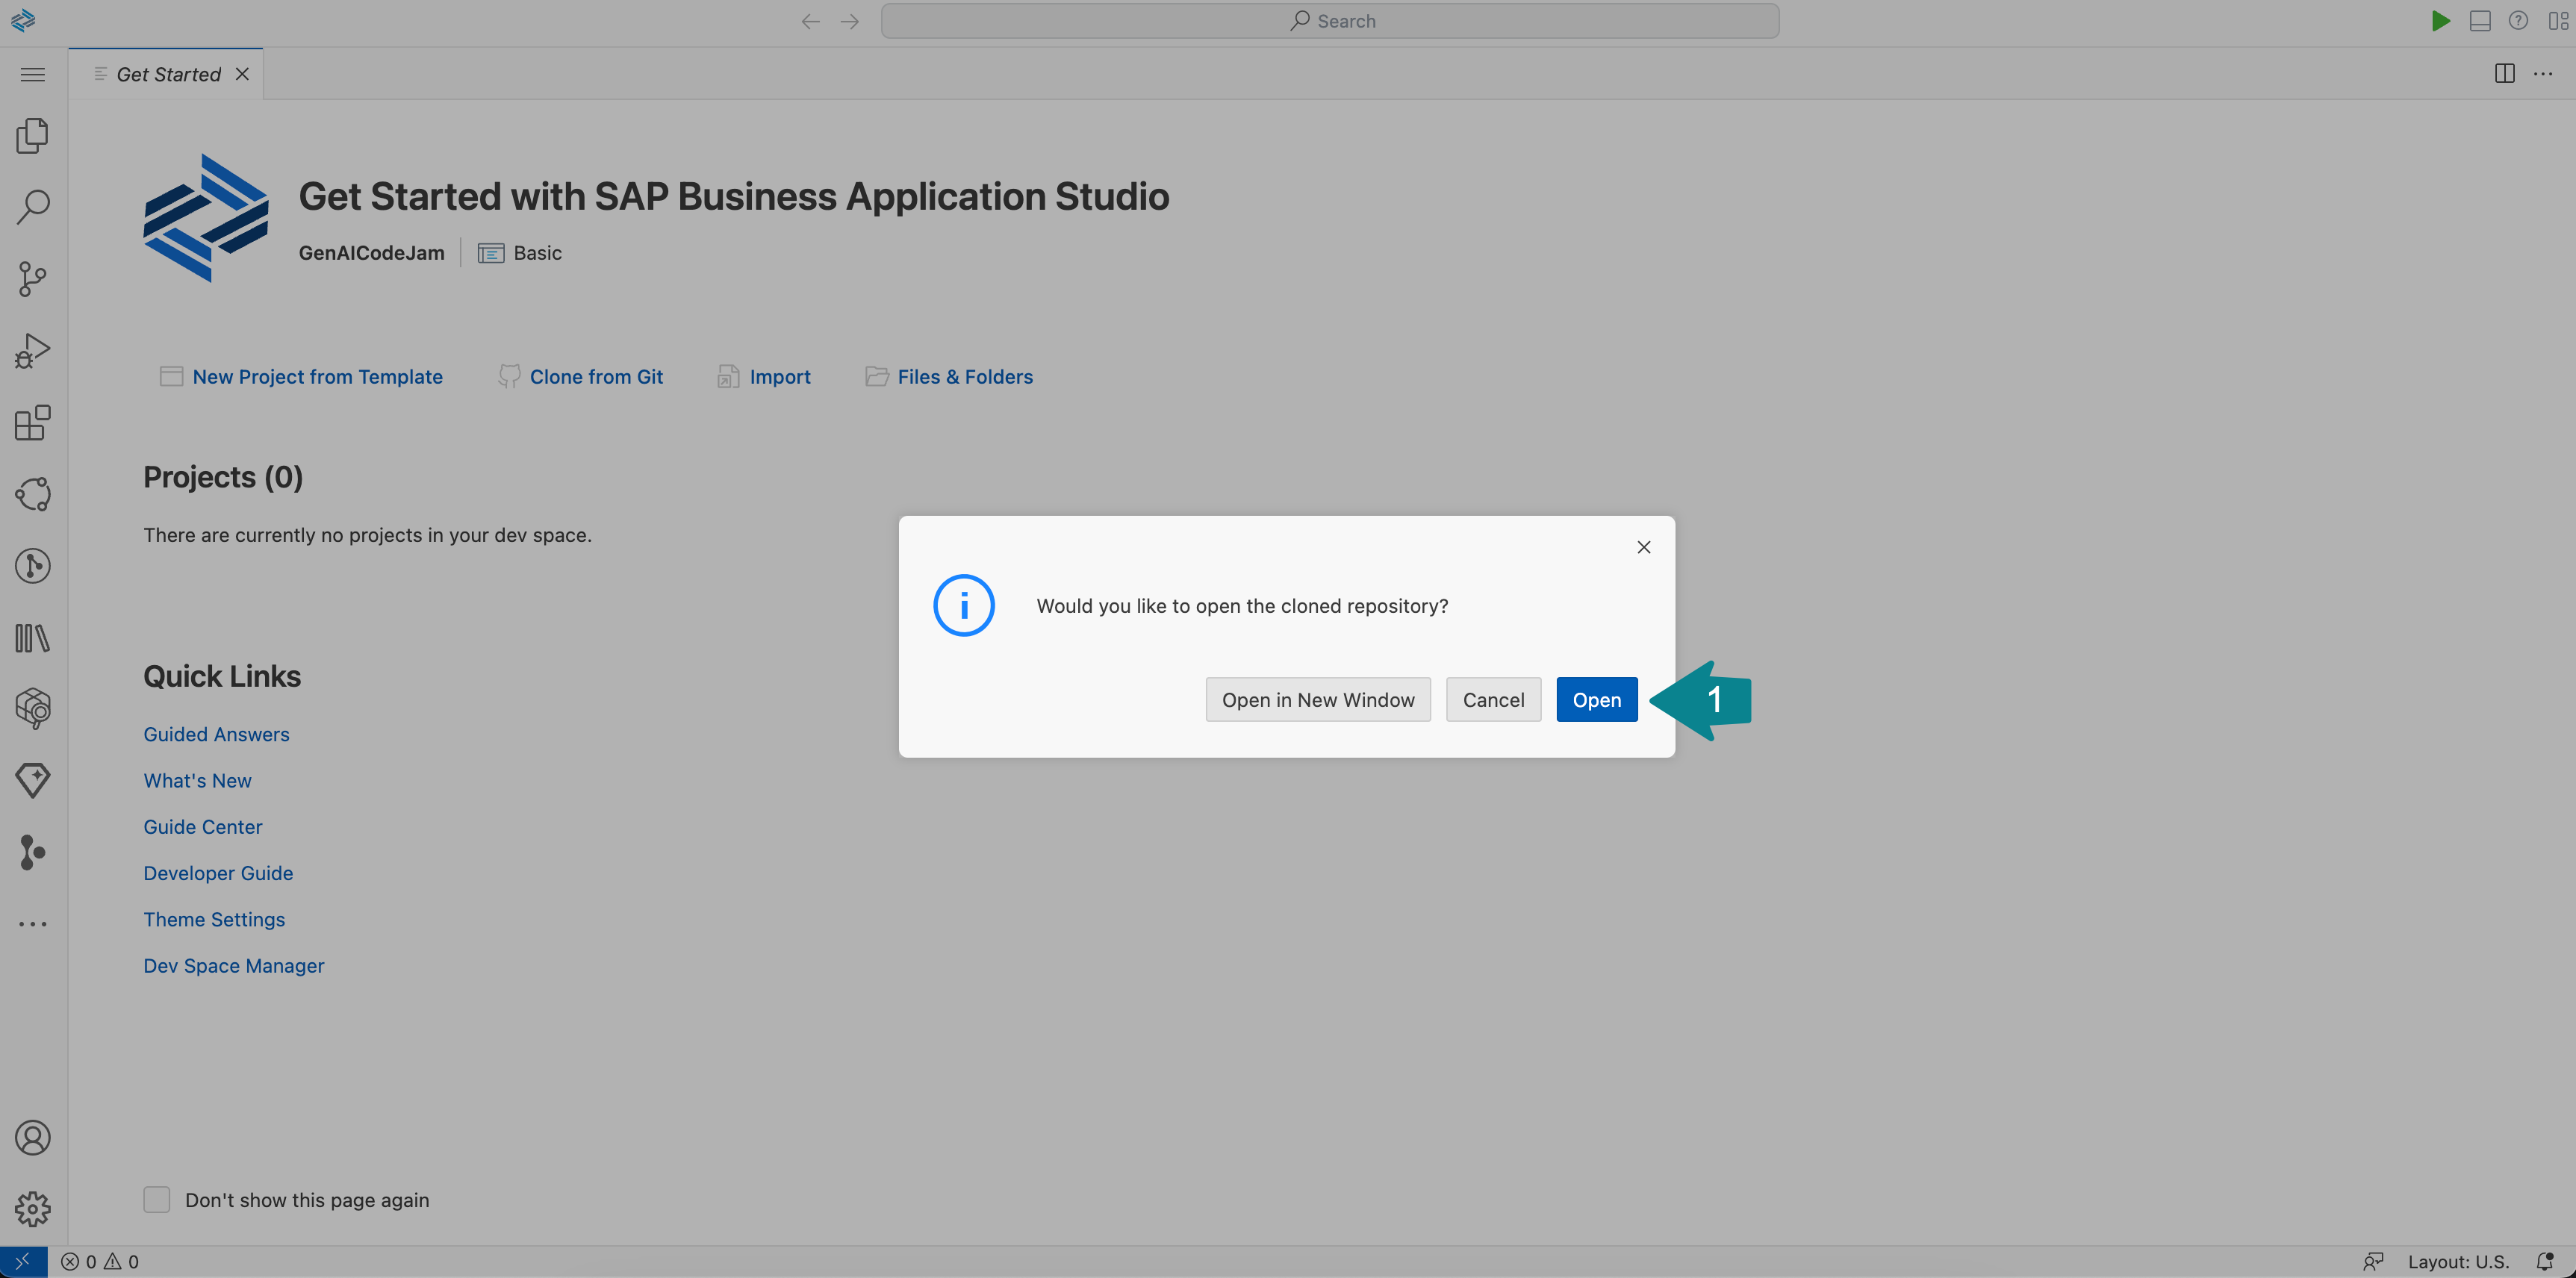 Search
Get Started
Get Started with SAP Business Application Studio
GenAICodeJam Basic
New Project from Template Clone from Git Import Files & Folders
Projects (0)
There are currently no projects in your dev space.
Would you like to open the cloned repository?
Open in New Window Cancel Open 1
Quick Links
Guided Answers
What's New
Guide Center
Developer Guide
Theme Settings
Dev Space Manager
Don't show this page again
0 0 Layout: U.S.